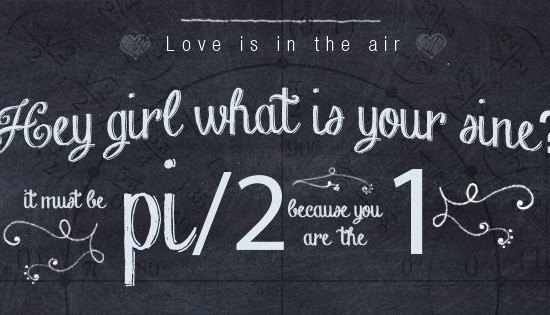 Love is in the air
Hey girl what is your sine?
it must be pi/2 because you are the 1